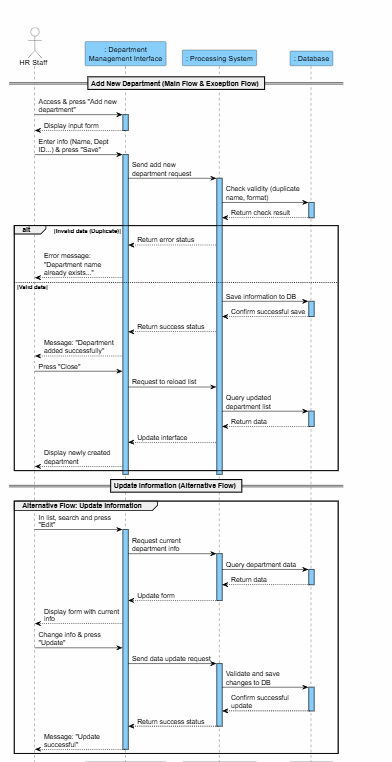 : Department
Management Interface
: Processing System
: Database
HR Staff
Add New Department (Main Flow & Exception Flow)
Access & press "Add new
department"
Display input form
Enter info (Name, Dept
ID...) & press "Save"
Send add new
department request
Check validity (duplicate
name, format)
Return check result
alt
[Invalid data (Duplicate)]
Return error status
Error message:
"Department name
already exists..."
[Valid data]
Save information to DB
Confirm successful save
Return success status
Message: "Department
added successfully"
Press "Close"
Request to reload list
Query updated
department list
Return data
Update interface
Display newly created
department
Update Information (Alternative Flow)
Alternative Flow: Update Information
In list, search and press
"Edit"
Request current
department info
Query department data
Return data
Update form
Display form with current
info
Change info & press
"Update"
Send data update request
Validate and save
changes to DB
Confirm successful
update
Return success status
Message: "Update
successful"